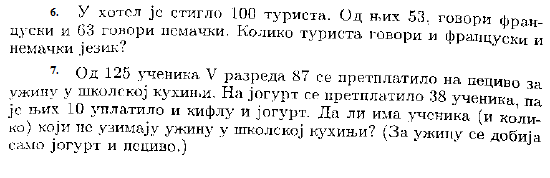 6. У хотел је стигло 100 туриста. Од њих 53, говори фран-
цуски и 63 говори немачки. Колико туриста говори и француски и
немачки језик?
7. Од 125 ученика V разреда 87 се претплатило на пециво за
ужину у школској кухињи. На јогурт се претплатило 38 ученика, па
је њих 10 уплатило и кифлу и јогурт. Да ли има ученика (и коли-
ко) који не узимају ужину у школској кухињи? (За ужину се добија
само јогурт и пециво.)